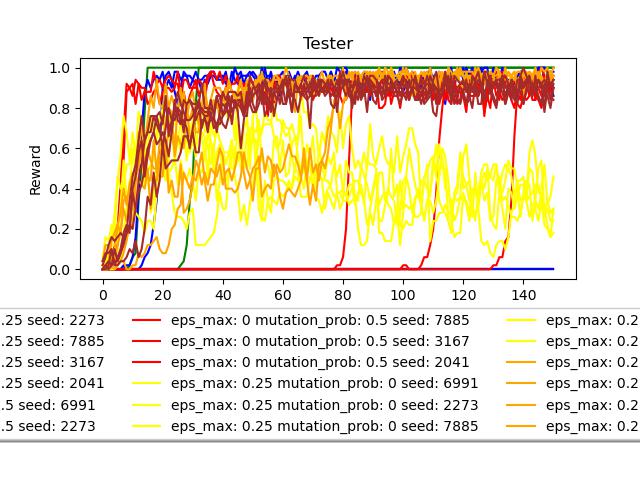 Tester
1.0
0.8
0.6
0.4
0.2
0.0
Reward
0 20 40 60 80 100 120 140
.25 seed: 2273 eps_max: 0 mutation_prob: 0.5 seed: 7885 eps_max: 0.2
.25 seed: 7885 eps_max: 0 mutation_prob: 0.5 seed: 3167 eps_max: 0.2
.25 seed: 3167 eps_max: 0 mutation_prob: 0.5 seed: 2041 eps_max: 0.2
.25 seed: 2041 eps_max: 0.25 mutation_prob: 0 seed: 6991 eps_max: 0.2
.5 seed: 6991 eps_max: 0.25 mutation_prob: 0 seed: 2273 eps_max: 0.2
.5 seed: 2273 eps_max: 0.25 mutation_prob: 0 seed: 7885 eps_max: 0.2